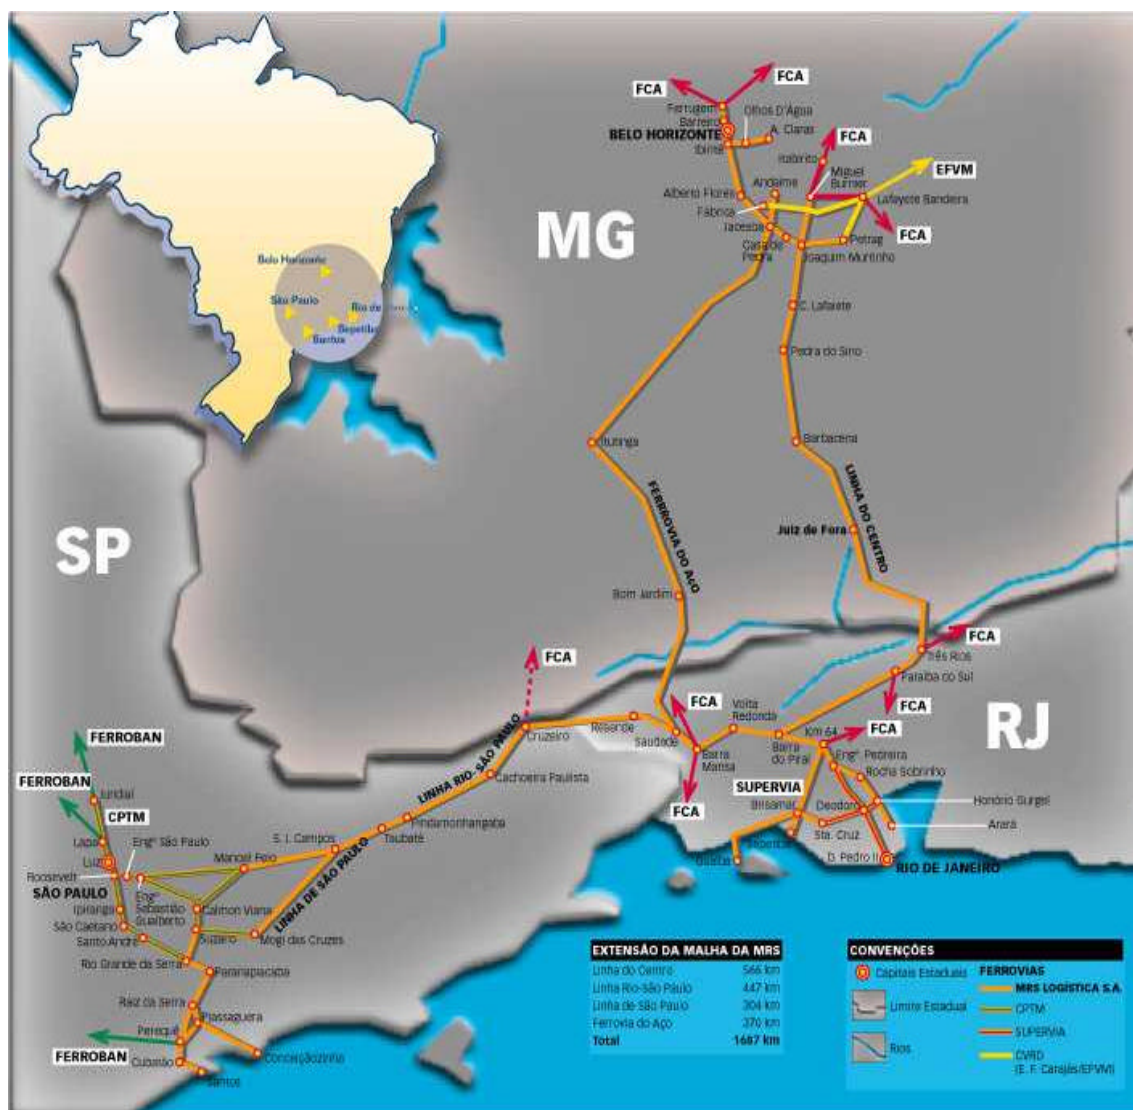 FCA
FCA
Ferrugem
Barreiro
Olhos D'Água
BELO HORIZONTE
A. Claras
Ibirité
FCA
Itabirito
Miguel
Burnier
EFVM
Alberto Flores
Andaime
Lafayete Bandeira
Fábrica
FCA
Jaceaba
Casa de
Pedra
Petrag
Joaquim Murtinho
MG
Belo Horizonte
São Paulo
Rio de
Sepetiba
Santos
C. Lafaiete
Pedra do Sino
Itutinga
Barbacena
FERRROVIA DO AÇO
LINHA DO CENTRO
Juiz de Fora
SP
Bom Jardim
FCA
Três Rios
Paraíba do Sul
FCA
FCA
FCA
RJ
Volta
Redonda
Resende
Cruzeiro
Saudade
Barra
Mansa
Barra
do Piraí
Km 64
FCA
Engº Pedreira
Rocha Sobrinho
FERROBAN
FERROBAN
LINHA RIO- SÃO PAULO
Cachoeira Paulista
SUPERVIA
FCA
Jundiaí
CPTM
Pindamonhangaba
Taubaté
Brisamar
Deodoro
Honório Gurgel
Sta. Cruz
Arará
Lapa
Engº São Paulo
S. J. Campos
Luz
Manoel Feio
Guaíba
D. Pedro II
RIO DE JANEIRO
Roosevelt
SÃO PAULO
LINHA DE SÃO PAULO
Engº
Sebastião
Gualberto
Calmon Viana
Ipiranga
São Caetano
Santo André
Suzano
Mogi das Cruzes
Rio Grande da Serra
Paranapiacaba
Raiz da Serra
Piassaguera
Perequê
FERROBAN
Cubatão
Conceiçãozinha
Santos
EXTENSÃO DA MALHA DA MRS
Linha do Centro 566 km
Linha Rio-São Paulo 447 km
Linha de São Paulo 304 km
Ferrovia do Aço 370 km
Total 1687 km
CONVENÇÕES
Capitais Estaduais
Limite Estadual
Rios
FERROVIAS
MRS LOGÍSTICA S.A.
CPTM
SUPERVIA
CVRD
(E. F. Carajás/EFVM)